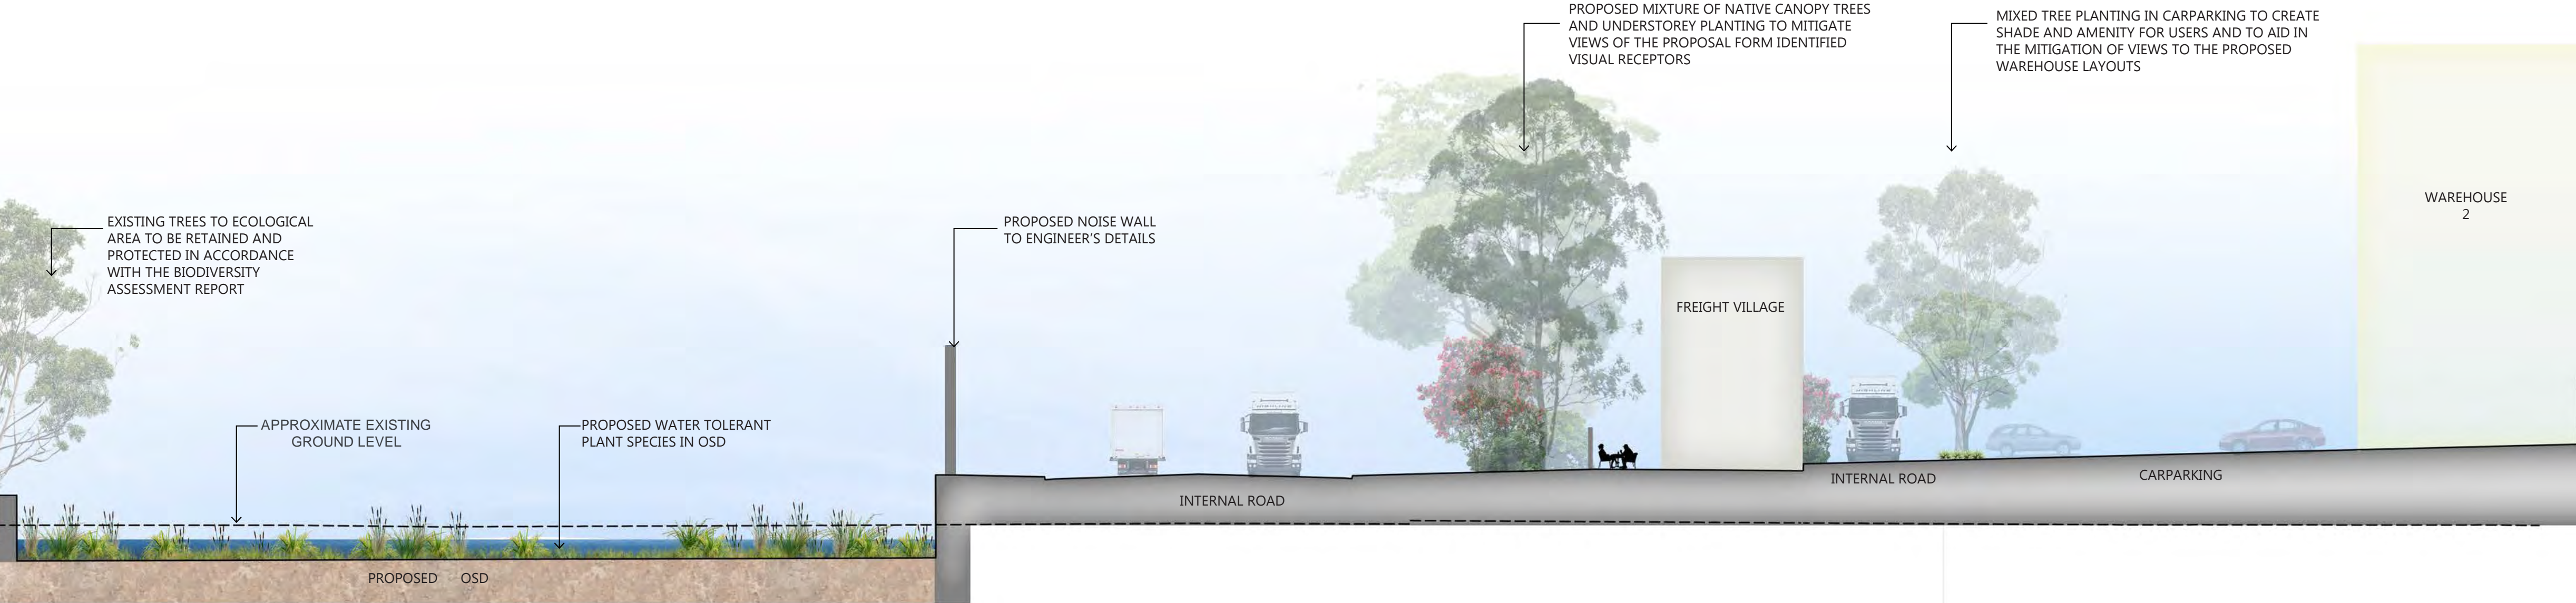 PROPOSED MIXTURE OF NATIVE CANOPY TREES
AND UNDERSTOREY PLANTING TO MITIGATE
VIEWS OF THE PROPOSAL FORM IDENTIFIED
VISUAL RECEPTORS
MIXED TREE PLANTING IN CARPARKING TO CREATE
SHADE AND AMENITY FOR USERS AND TO AID IN
THE MITIGATION OF VIEWS TO THE PROPOSED
WAREHOUSE LAYOUTS
EXISTING TREES TO ECOLOGICAL
AREA TO BE RETAINED AND
PROTECTED IN ACCORDANCE
WITH THE BIODIVERSITY
ASSESSMENT REPORT
PROPOSED NOISE WALL
TO ENGINEER'S DETAILS
WAREHOUSE
2
FREIGHT VILLAGE
APPROXIMATE EXISTING
GROUND LEVEL
PROPOSED WATER TOLERANT
PLANT SPECIES IN OSD
INTERNAL ROAD
INTERNAL ROAD
CARPARKING
PROPOSED OSD